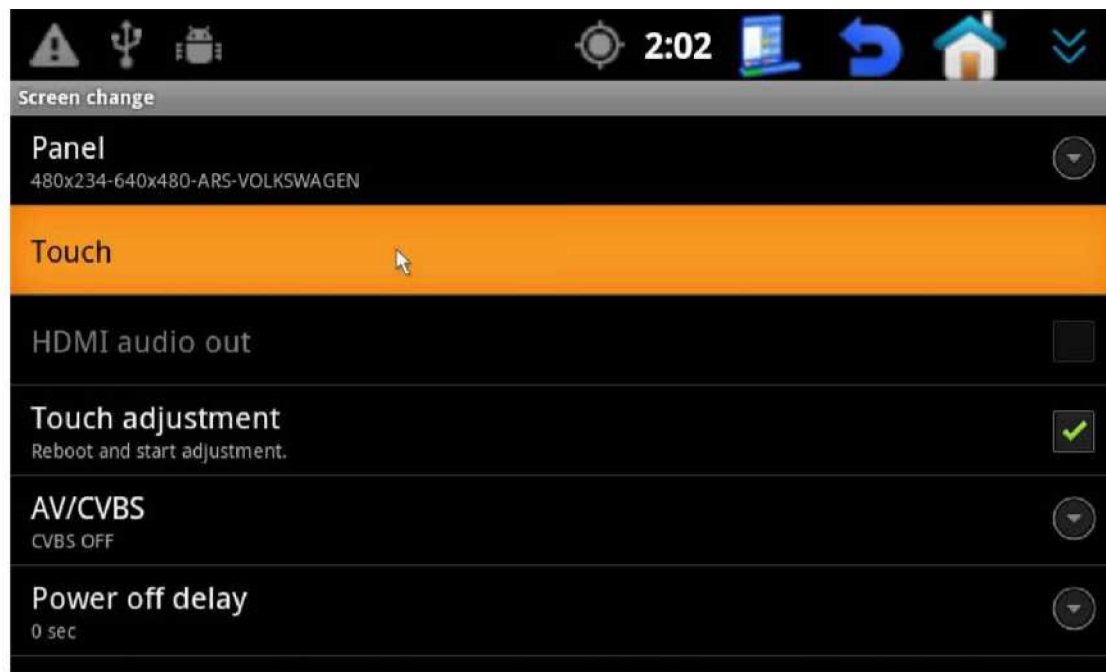 2:02
Screen change
Panel
480x234-640x480-ARS-VOLKSWAGEN
Touch
HDMI audio out
Touch adjustment
Reboot and start adjustment.
AV/CVBS
CVBS OFF
Power off delay
0 sec